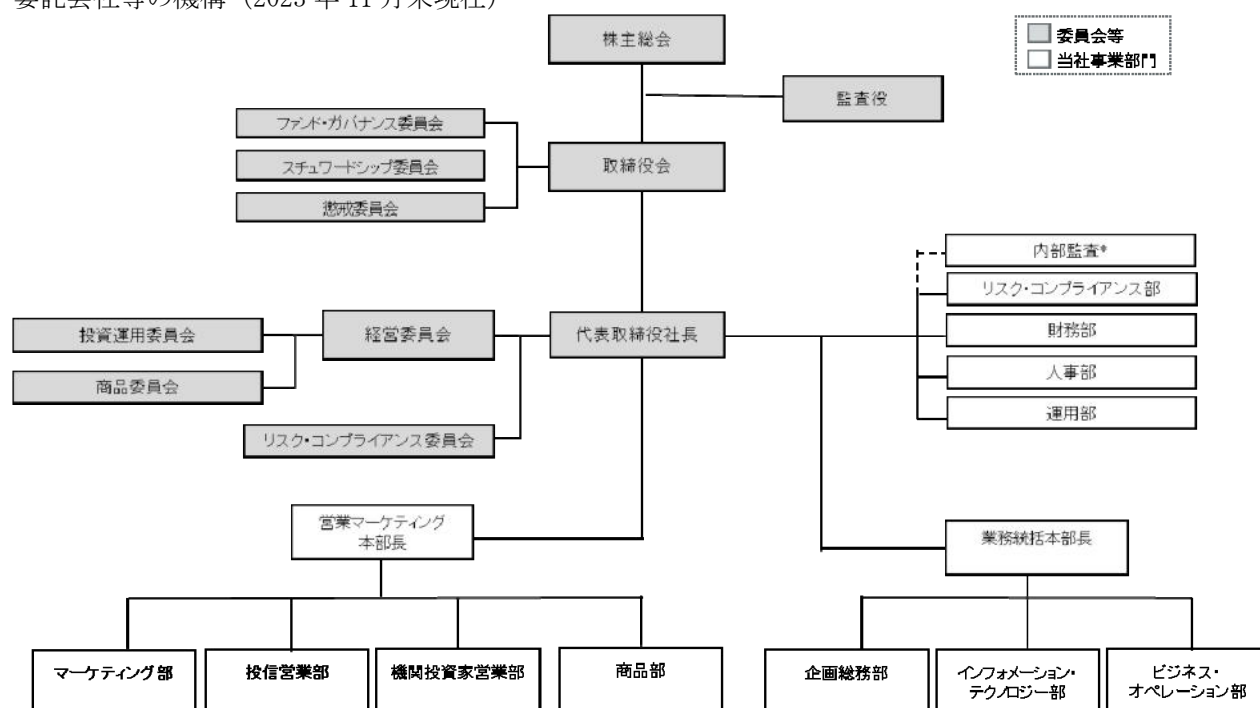 委託会社等の機構 (2023 年 11 月末現在)
株主総会
委員会等
当社事業部門
監査役
ファンド・ガバナンス委員会
スチュワードシップ委員会
取締役会
懲戒委員会
内部監査*
リスク・コンプライアンス部
投資運用委員会
経営委員会
代表取締役社長
財務部
商品委員会
人事部
運用部
リスク・コンプライアンス委員会
営業マーケティング
本部長
業務統括本部長
マーケティング部
投信営業部
機関投資家営業部
商品部
企画総務部
インフォメーション・
テクノロジー部
ビジネス・
オペレーション部